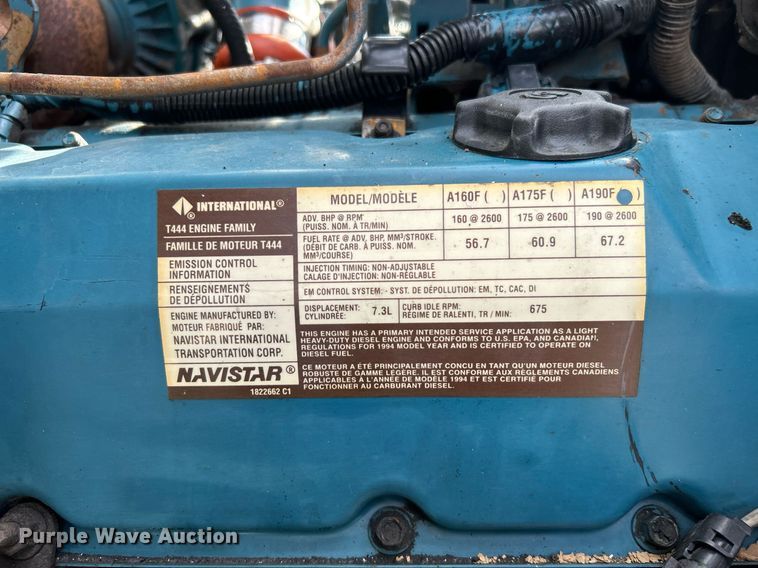 INTERNATIONAL®
T444 ENGINE FAMILY
FAMILLE DE MOTEUR T444
EMISSION CONTROL
INFORMATION
RENSEIGNEMENTS
DE DÉPOLLUTION
ENGINE MANUFACTURED BY:
MOTEUR FABRIQUÉ PAR:
NAVISTAR INTERNATIONAL
TRANSPORTATION CORP.
NAVISTAR®
1822662 C1
MODEL/MODÈLE A160F ( ) A175F ( ) A190F ( )
ADV. BHP @ RPM
(PUISS. NOM. À TR/MIN) 160 @ 2600 175 @ 2600 190 @ 2600
FUEL RATE @ ADV. BHP, MM³/STROKE.
(DÉBIT DE CARB. À PUISS. NOM.
MM³/COURSE) 56.7 60.9 67.2
INJECTION TIMING: NON-ADJUSTABLE
CALAGE D'INJECTION: NON-RÉGLABLE
EM CONTROL SYSTEM: - SYST. DE DÉPOLLUTION: EM, TC, CAC, DI
DISPLACEMENT:
CYLINDRÉE: 7.3L CURB IDLE RPM:
RÉGIME DE RALENTI, TR / MIN: 675
THIS ENGINE HAS A PRIMARY INTENDED SERVICE APPLICATION AS A LIGHT
HEAVY-DUTY DIESEL ENGINE AND CONFORMS TO U.S. EPA, AND CANADIAN,
REGULATIONS FOR 1994 MODEL YEAR AND IS CERTIFIED TO OPERATE ON
DIESEL FUEL.
CE MOTEUR A ÉTÉ PRINCIPALEMENT CONCU EN TANT QU'UN MOTEUR DIESEL
ROBUSTE DE GAMME LÉGÈRE. IL EST CONFORME AUX RÉGLEMENTS CANADIENS
APPLICABLES À L'ANNÉE DE MODÈLE 1994 ET EST CERTIFIÉ POUR
FONCTIONNER AU CARBURANT DIESEL.
Purple Wave Auction